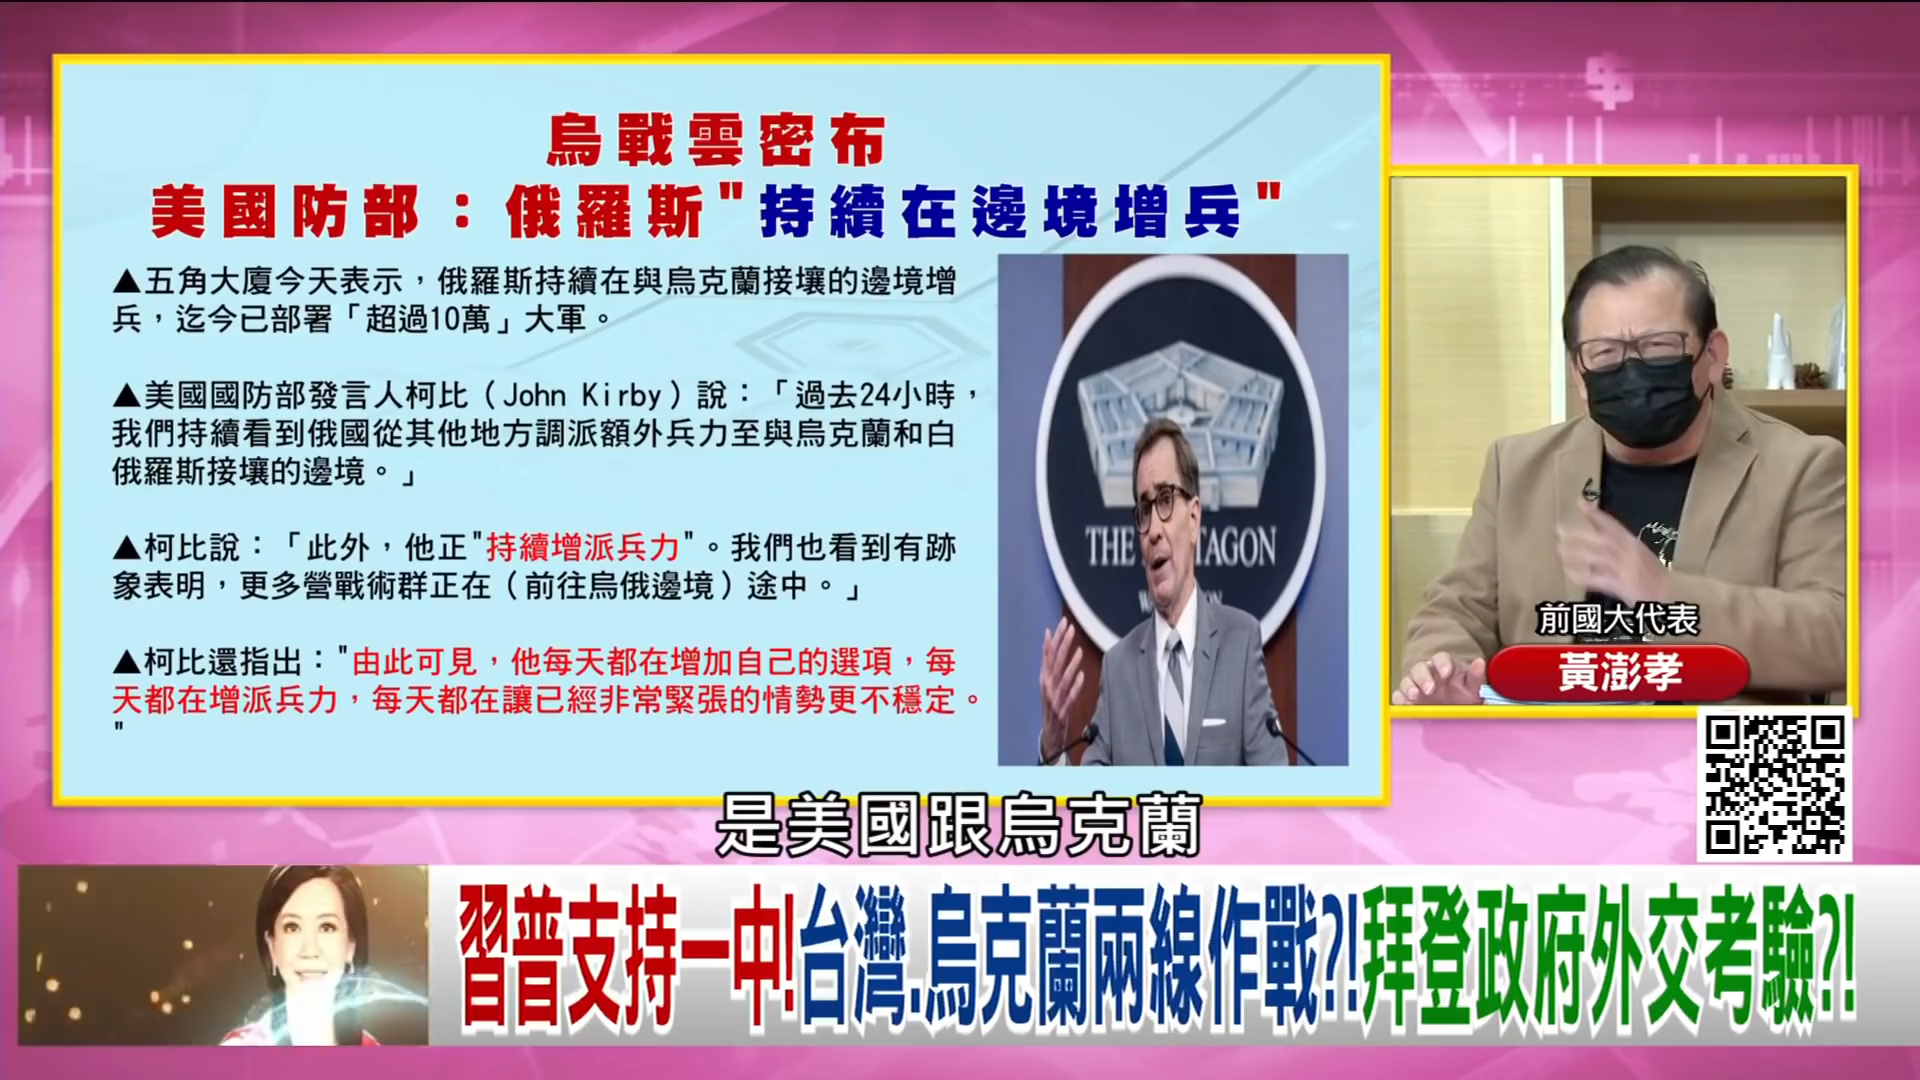 烏戰雲密布
美國防部：俄羅斯"持續在邊境增兵"
▲五角大廈今天表示，俄羅斯持續在與烏克蘭接壤的邊境增
兵，迄今已部署「超過10萬」大軍。
▲美國國防部發言人柯比（John Kirby）說：「過去24小時，
我們持續看到俄國從其他地方調派額外兵力至與烏克蘭和白
俄羅斯接壤的邊境。」
▲柯比說：「此外，他正"持續增派兵力"。我們也看到有跡
象表明，更多營戰術群正在（前往烏俄邊境）途中。」
▲柯比還指出："由此可見，他每天都在增加自己的選項，每
天都在增派兵力，每天都在讓已經非常緊張的情勢更不穩定。
"
THE TAGON
前國大代表
黃澎孝
是美國跟烏克蘭
習普支持一中!台灣.烏克蘭兩線作戰?!拜登政府外交考驗?!